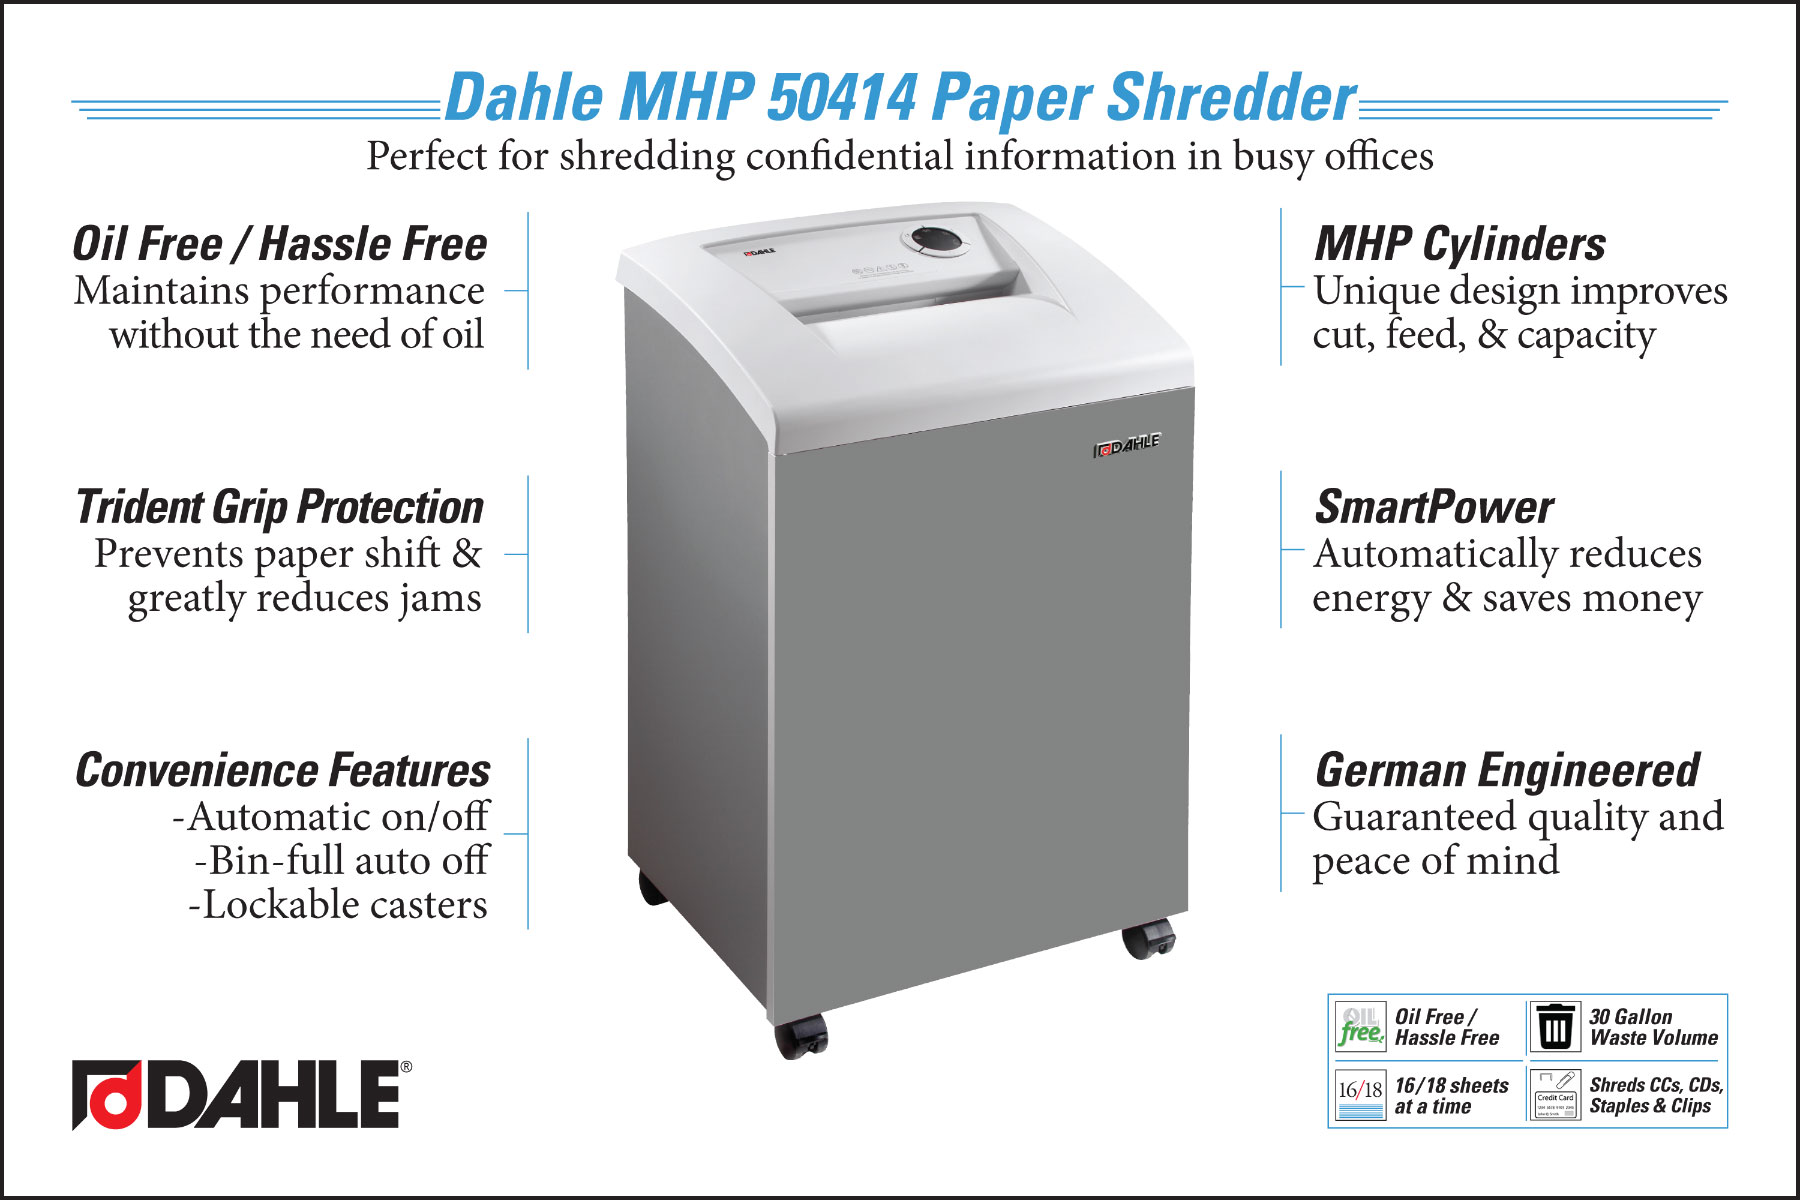 Dahle MHP 50414 Paper Shredder
Perfect for shredding confidential information in busy offices
Oil Free / Hassle Free
Maintains performance
without the need of oil
Trident Grip Protection
Prevents paper shift &
greatly reduces jams
Convenience Features
-Automatic on/off
-Bin-full auto off
-Lockable casters
DAHLE
DAHLE
MHP Cylinders
Unique design improves
cut, feed, & capacity
SmartPower
Automatically reduces
energy & saves money
German Engineered
Guaranteed quality and
peace of mind
DAHLE®
OIL
free
Oil Free /
Hassle Free
30 Gallon
Waste Volume
16/18
16/18 sheets
at a time
Credit Card
Shreds CCs, CDs,
Staples & Clips